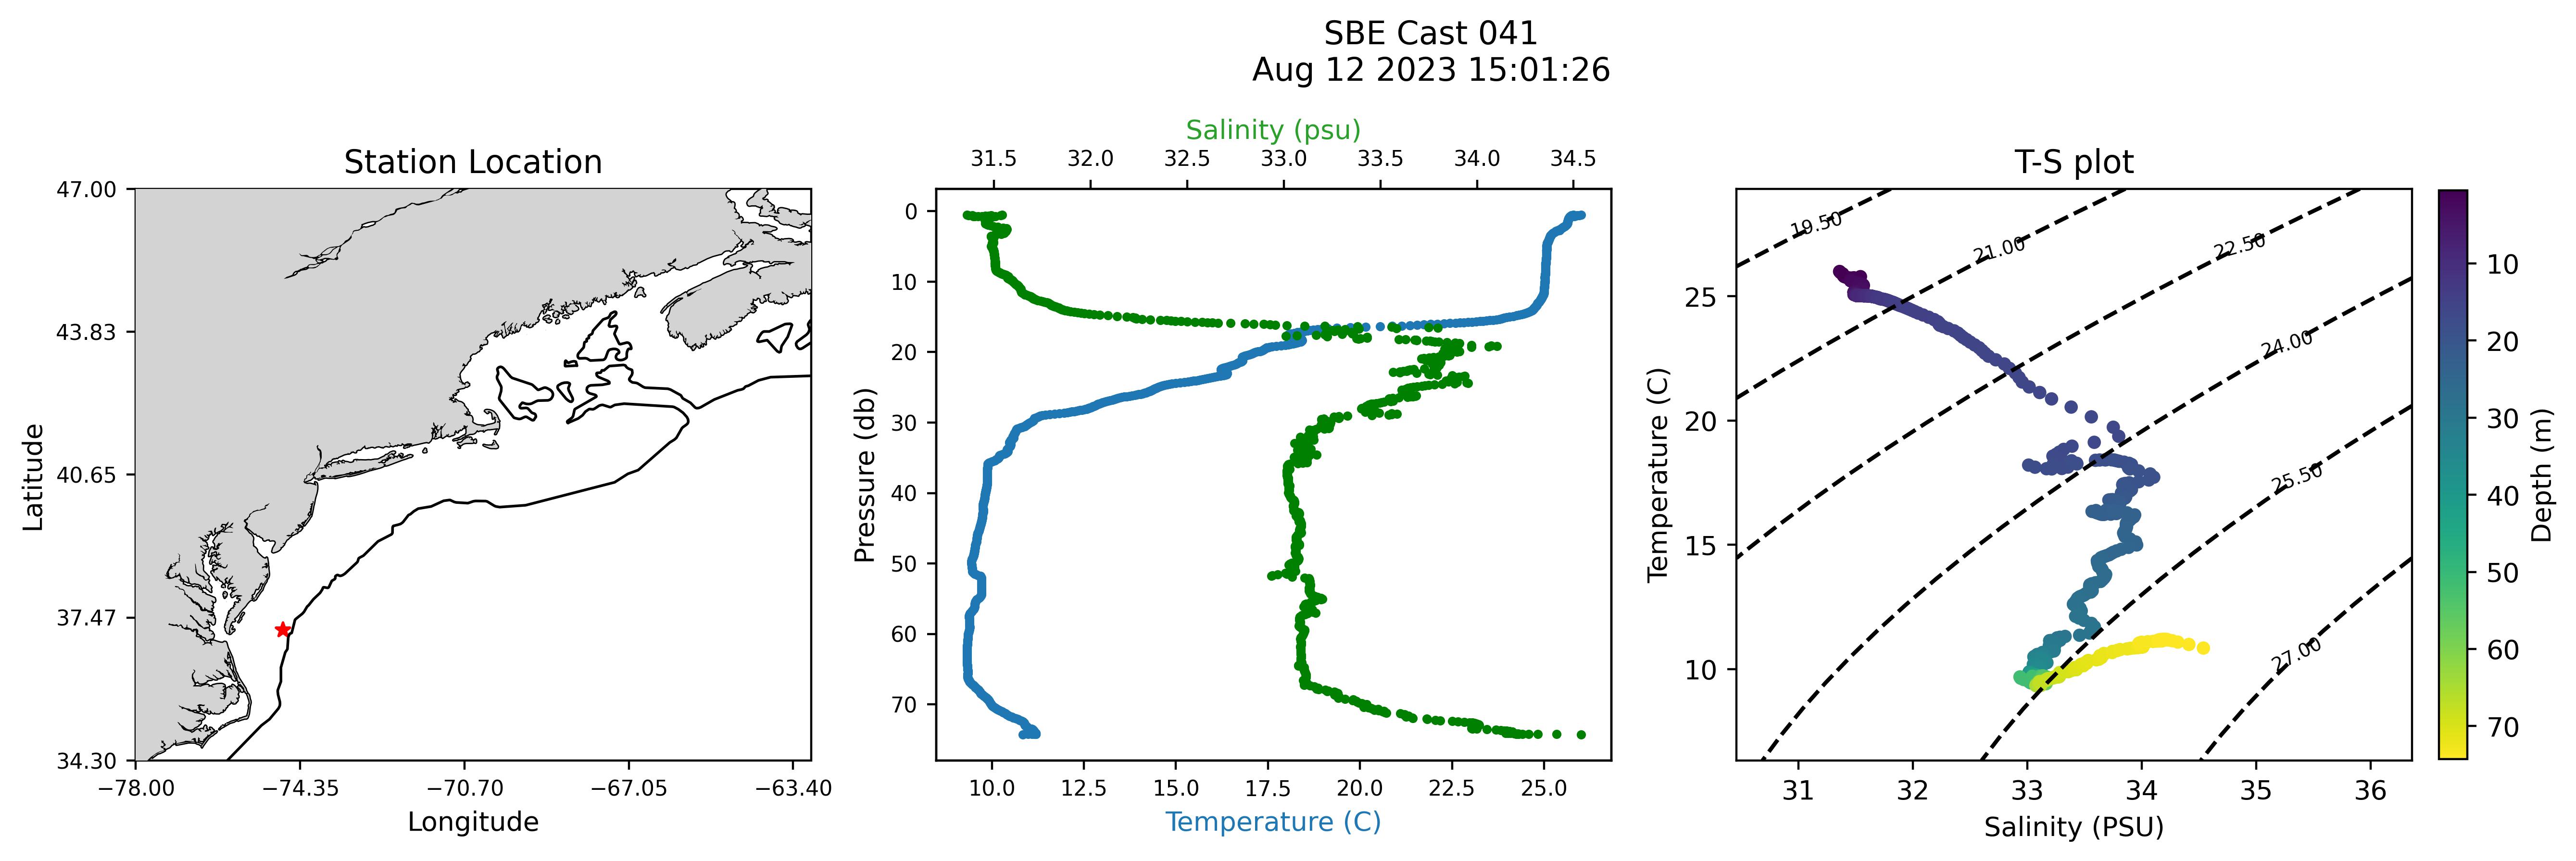 SBE Cast 041
Aug 12 2023 15:01:26
Station Location
47.00
43.83
40.65
37.47
34.30
Latitude
−78.00 −74.35 −70.70 −67.05 −63.40
Longitude
Salinity (psu)
31.5 32.0 32.5 33.0 33.5 34.0 34.5
0
10
20
30
40
50
60
70
Pressure (db)
10.0 12.5 15.0 17.5 20.0 22.5 25.0
Temperature (C)
T-S plot
19.50
21.00
22.50
24.00
25.50
27.00
25
20
15
10
Temperature (C)
31 32 33 34 35 36
Salinity (PSU)
10
20
30
40
50
60
70
Depth (m)